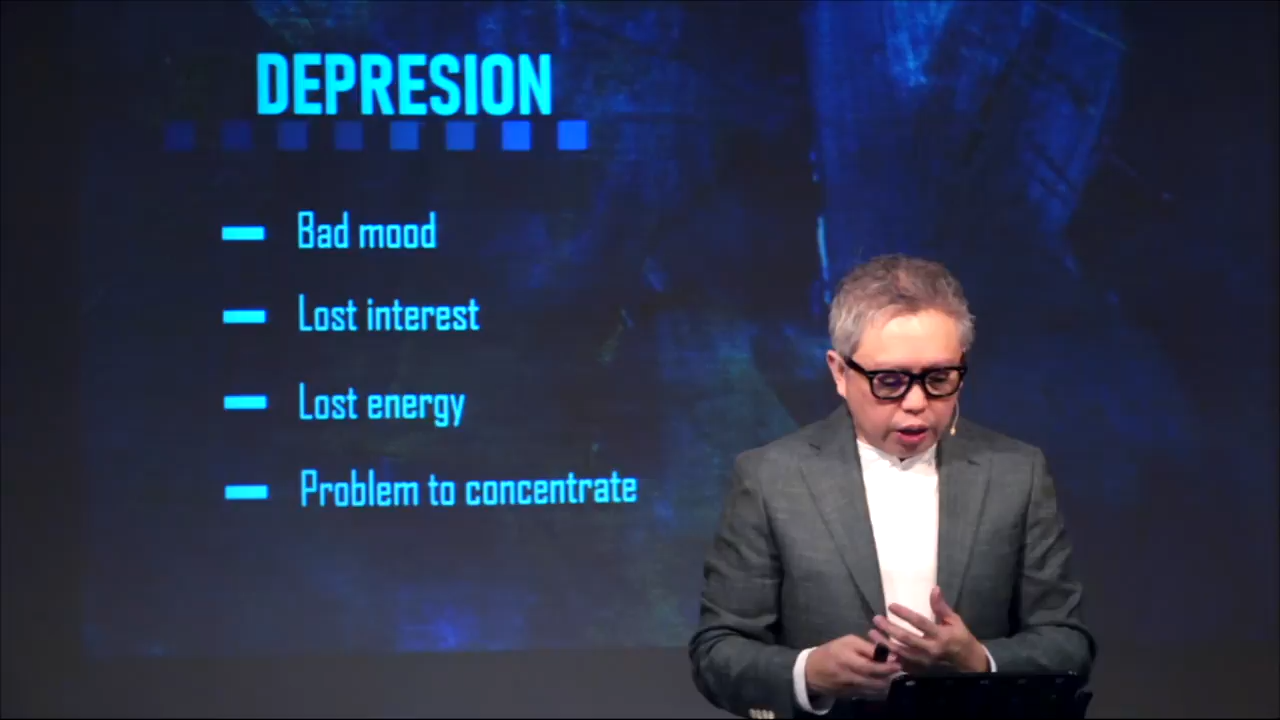 DEPRESION
Bad mood
Lost interest
Lost energy
Problem to concentrate